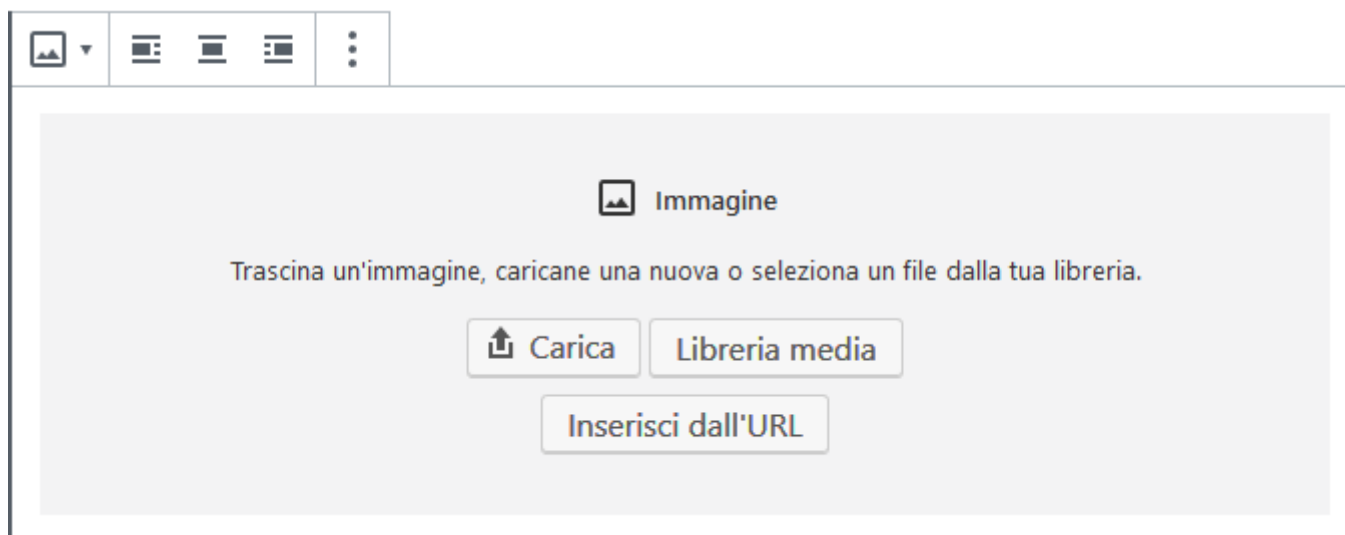 Immagine
Trascina un'immagine, caricane una nuova o seleziona un file dalla tua libreria.
Carica Libreria media
Inserisci dall'URL